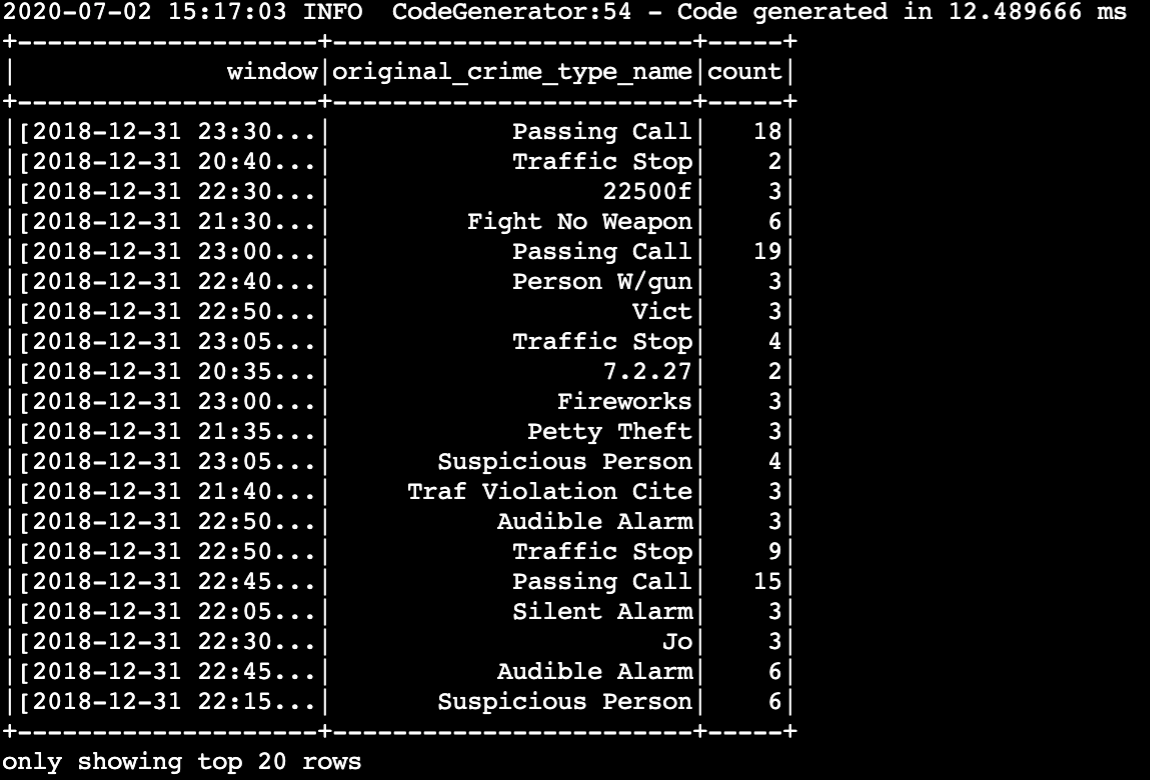 2020-07-02 15:17:03 INFO  CodeGenerator:54 - Code generated in 12.489666 ms
+--------------------+------------------------+-----+
|              window|original_crime_type_name|count|
+--------------------+------------------------+-----+
|[2018-12-31 23:30...|            Passing Call|   18|
|[2018-12-31 20:40...|            Traffic Stop|    2|
|[2018-12-31 22:30...|                  22500f|    3|
|[2018-12-31 21:30...|         Fight No Weapon|    6|
|[2018-12-31 23:00...|            Passing Call|   19|
|[2018-12-31 22:40...|            Person W/gun|    3|
|[2018-12-31 22:50...|                    Vict|    3|
|[2018-12-31 23:05...|            Traffic Stop|    4|
|[2018-12-31 20:35...|                  7.2.27|    2|
|[2018-12-31 23:00...|               Fireworks|    3|
|[2018-12-31 21:35...|             Petty Theft|    3|
|[2018-12-31 23:05...|       Suspicious Person|    4|
|[2018-12-31 21:40...|     Traf Violation Cite|    3|
|[2018-12-31 22:50...|           Audible Alarm|    3|
|[2018-12-31 22:50...|            Traffic Stop|    9|
|[2018-12-31 22:45...|            Passing Call|   15|
|[2018-12-31 22:05...|            Silent Alarm|    3|
|[2018-12-31 22:30...|                      Jo|    3|
|[2018-12-31 22:45...|           Audible Alarm|    6|
|[2018-12-31 22:15...|       Suspicious Person|    6|
+--------------------+------------------------+-----+
only showing top 20 rows